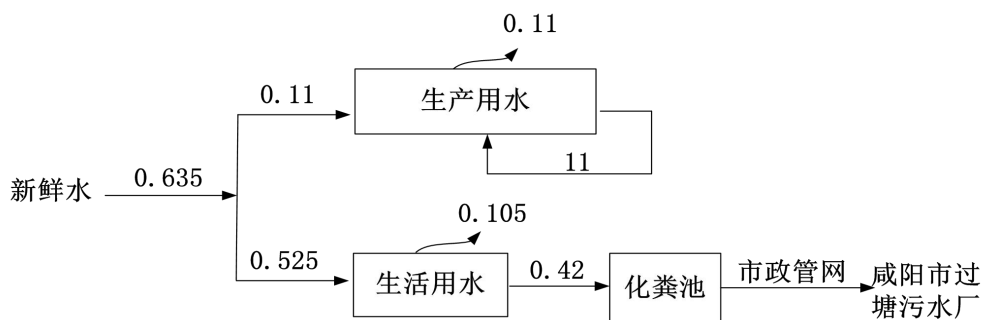 0.11
0.11
生产用水
11
新鲜水
0.635
0.105
0.525
生活用水
0.42
化粪池
市政管网
咸阳市过
塘污水厂